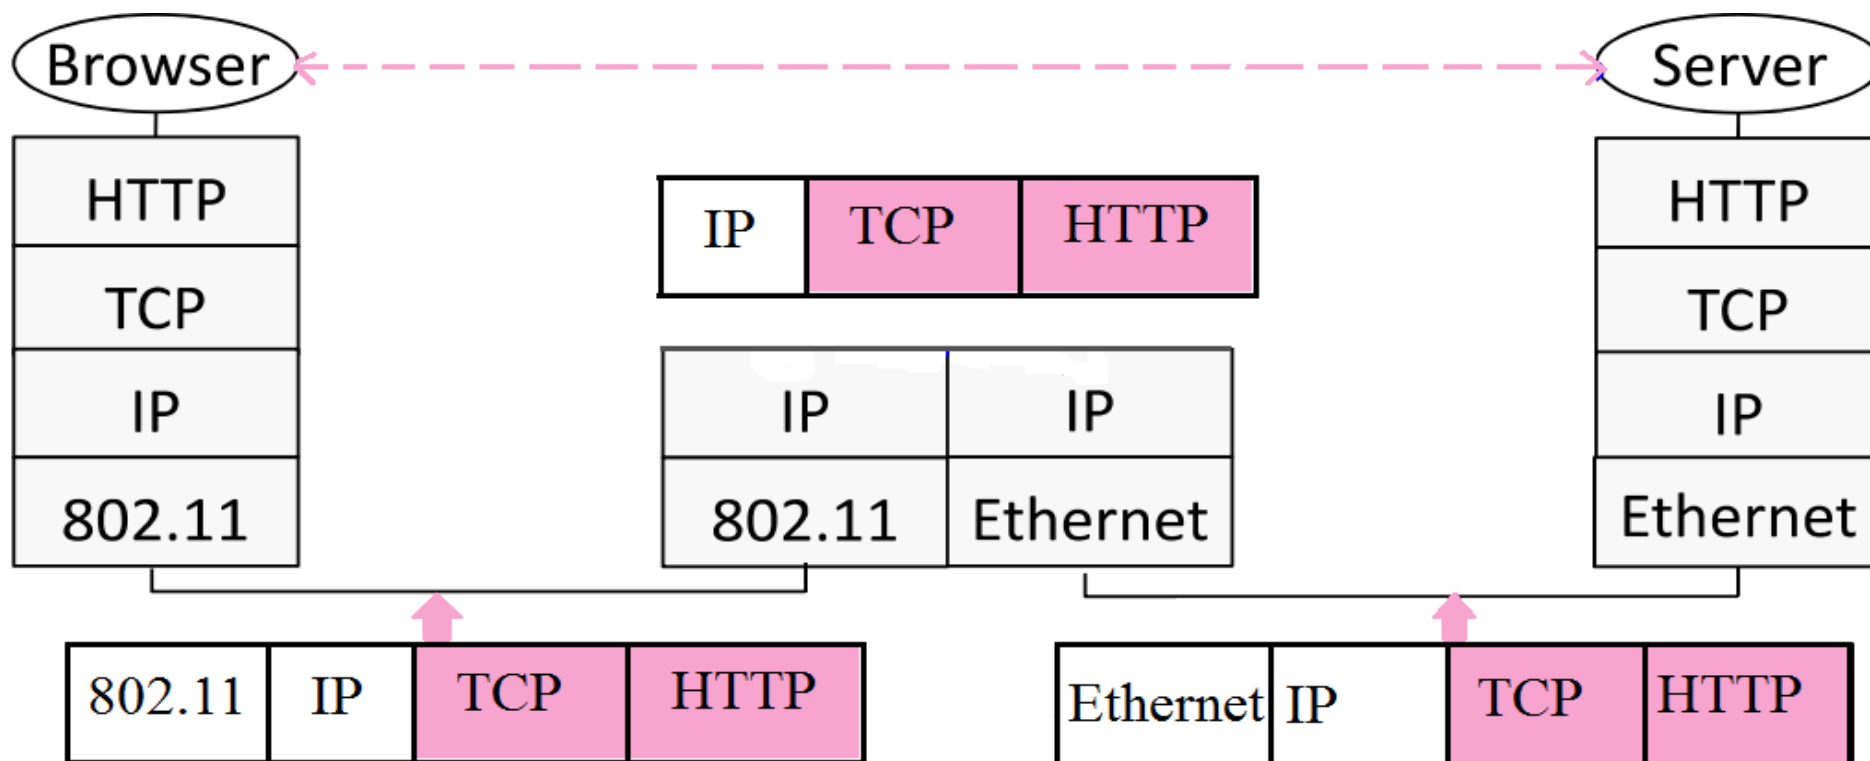 Browser
Server
HTTP
TCP
IP
802.11
IP TCP HTTP
IP IP
802.11 Ethernet
HTTP
TCP
IP
Ethernet
802.11 IP TCP HTTP
Ethernet IP TCP HTTP